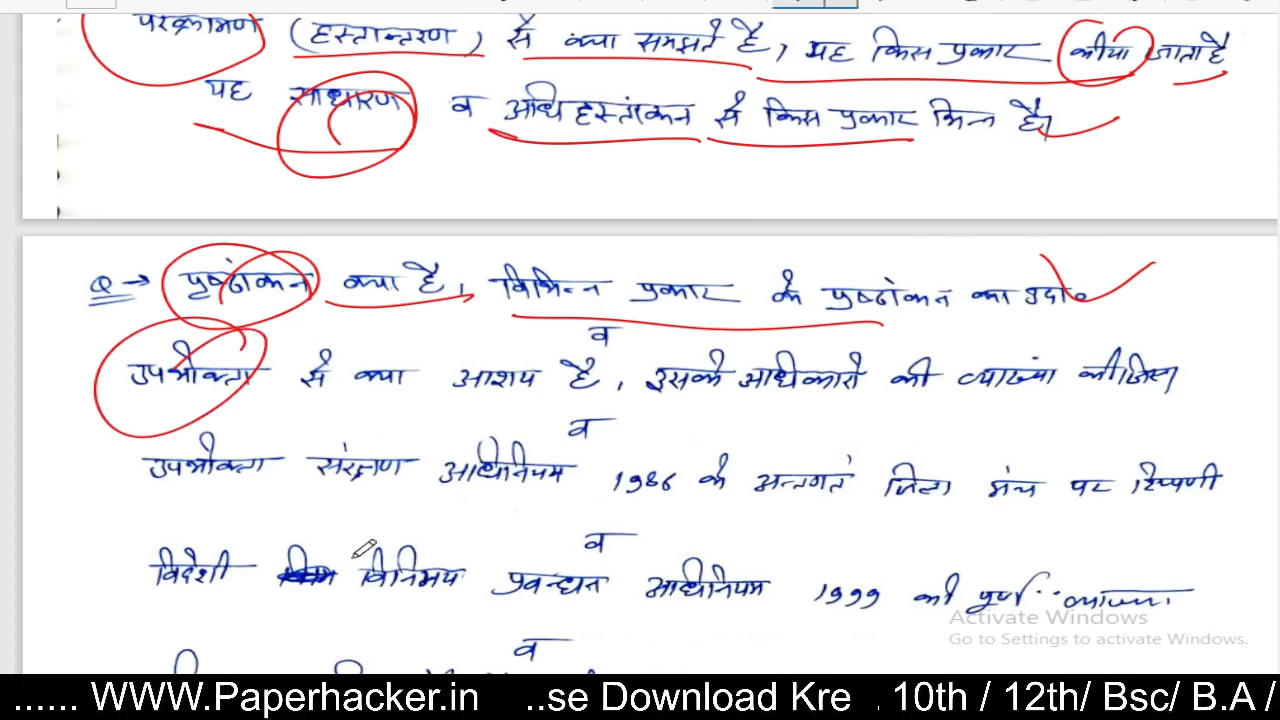 परक्रामण (हस्तान्तरण) से क्या समझते है, यह किस प्रकार कीया जाता है
यह साधारण व अधिहस्तांकन से किस प्रकार भिन्न है।
Q → पृष्ठांकन क्या है, विभिन्न प्रकार के पृष्ठांकन का उदा०
व
उपभोक्ता से क्या आशय है, इसके अधिकारो की व्याख्या कीजिए
व
उपभोक्ता संरक्षण अधिनियम 1986 के अन्तर्गत जिला मंच पर टिप्पणी
व
विदेशी विनिमय प्रबन्धन अधिनियम 1999 की पूर्ण व्याख्या
व
Activate Windows
Go to Settings to activate Windows.
...... WWW.Paperhacker.in ..se Download Kre . 10th / 12th/ Bsc/ B.A /